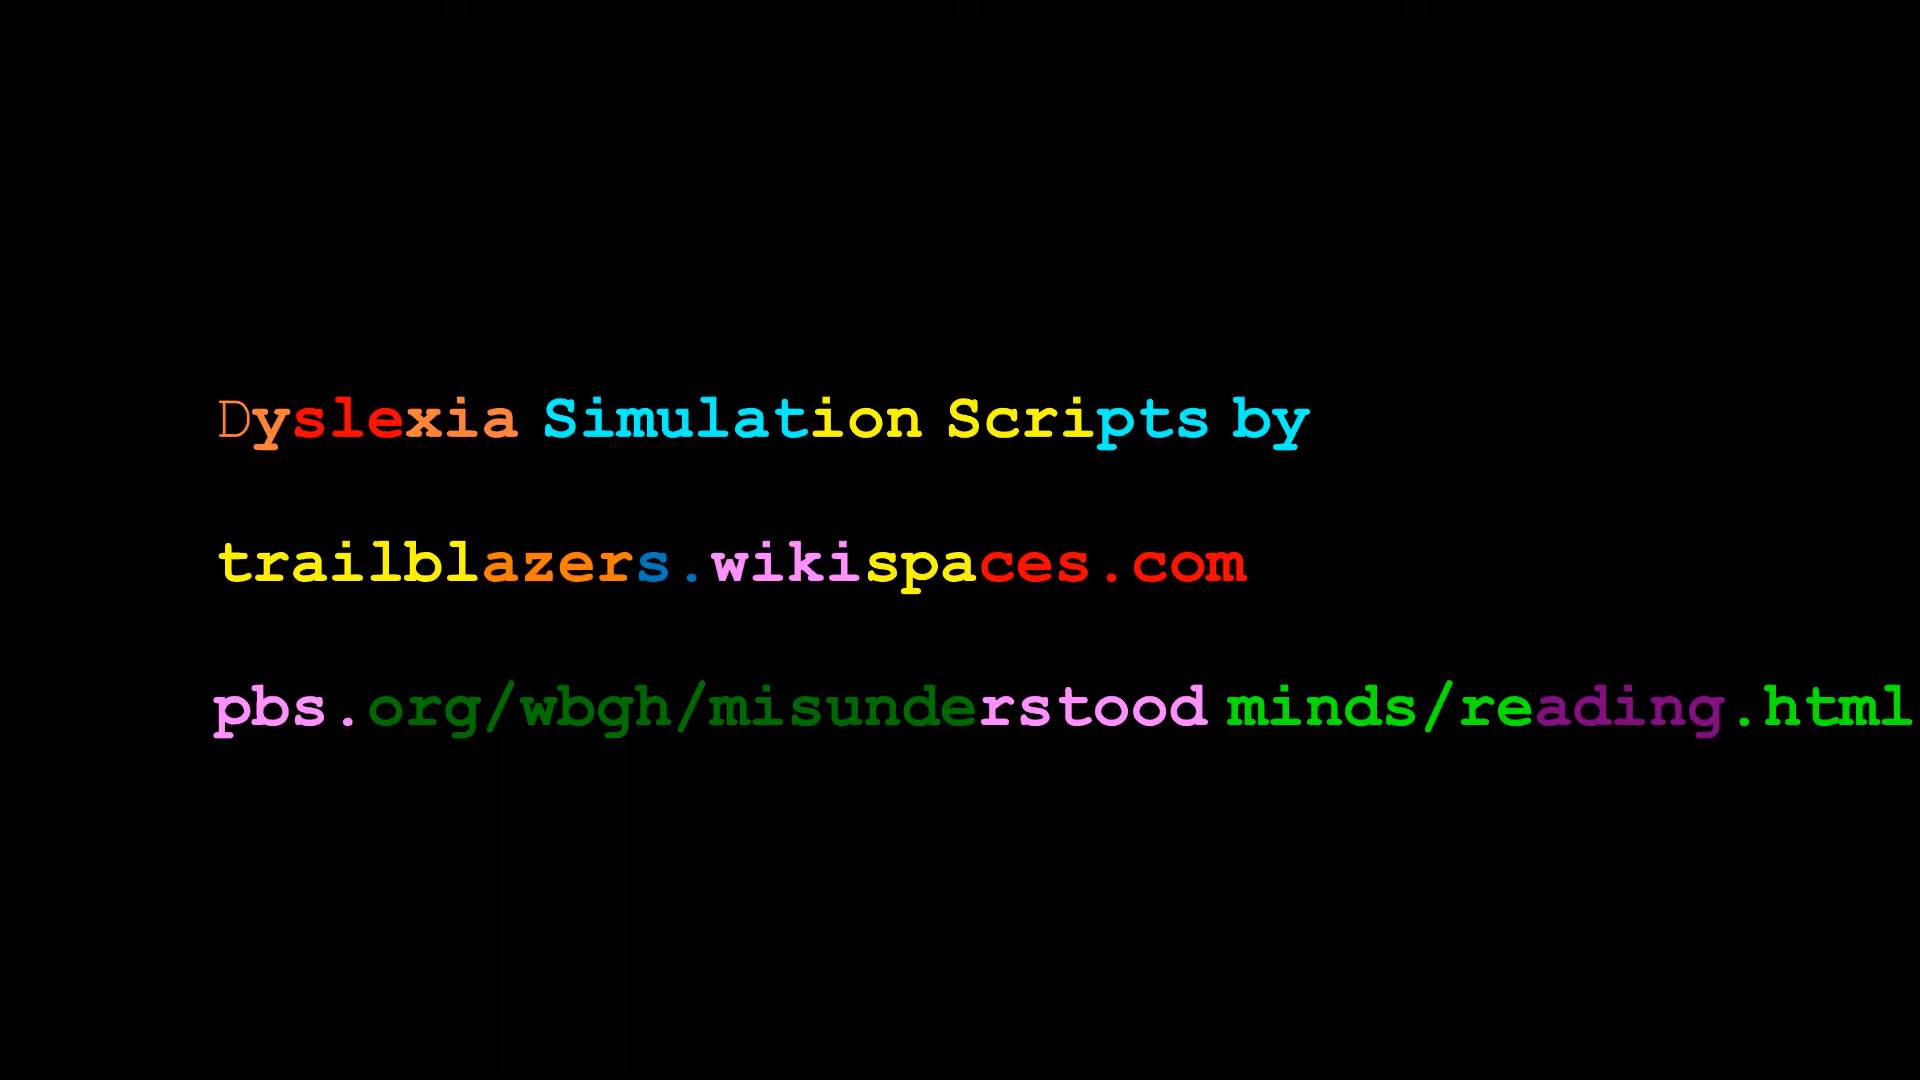 Dyslexia Simulation Scripts by
trailblazers.wikispaces.com
pbs.org/wbgh/misunderstood minds/reading.html